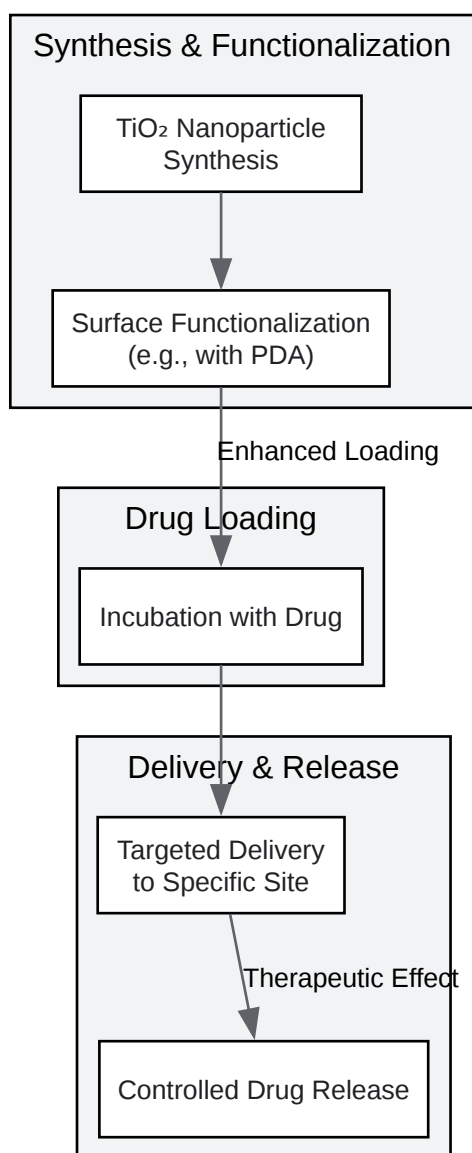 Synthesis & Functionalization
TiO₂ Nanoparticle
Synthesis
Surface Functionalization
(e.g., with PDA)
Enhanced Loading
Drug Loading
Incubation with Drug
Delivery & Release
Targeted Delivery
to Specific Site
Therapeutic Effect
Controlled Drug Release